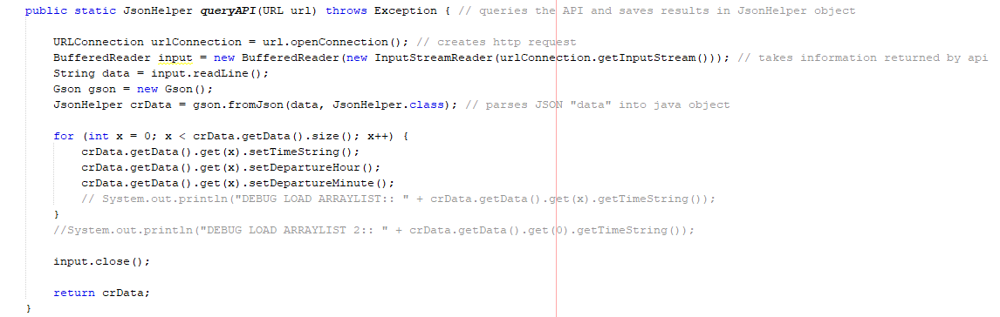 public static JsonHelper queryAPI(URL url) throws Exception { // queries the API and saves results in JsonHelper object
URLConnection urlConnection = url.openConnection(); // creates http request
BufferedReader input = new BufferedReader(new InputStreamReader(urlConnection.getInputStream())); // takes information returned by api
String data = input.readLine();
Gson gson = new Gson();
JsonHelper crData = gson.fromJson(data, JsonHelper.class); // parses JSON "data" into java object
for (int x = 0; x < crData.getData().size(); x++) {
crData.getData().get(x).setTimeString();
crData.getData().get(x).setDepartureHour();
crData.getData().get(x).setDepartureMinute();
// System.out.println("DEBUG LOAD ARRAYLIST:: " + crData.getData().get(x).getTimeString());
}
//System.out.println("DEBUG LOAD ARRAYLIST 2:: " + crData.getData().get(0).getTimeString());
input.close();
return crData;
}